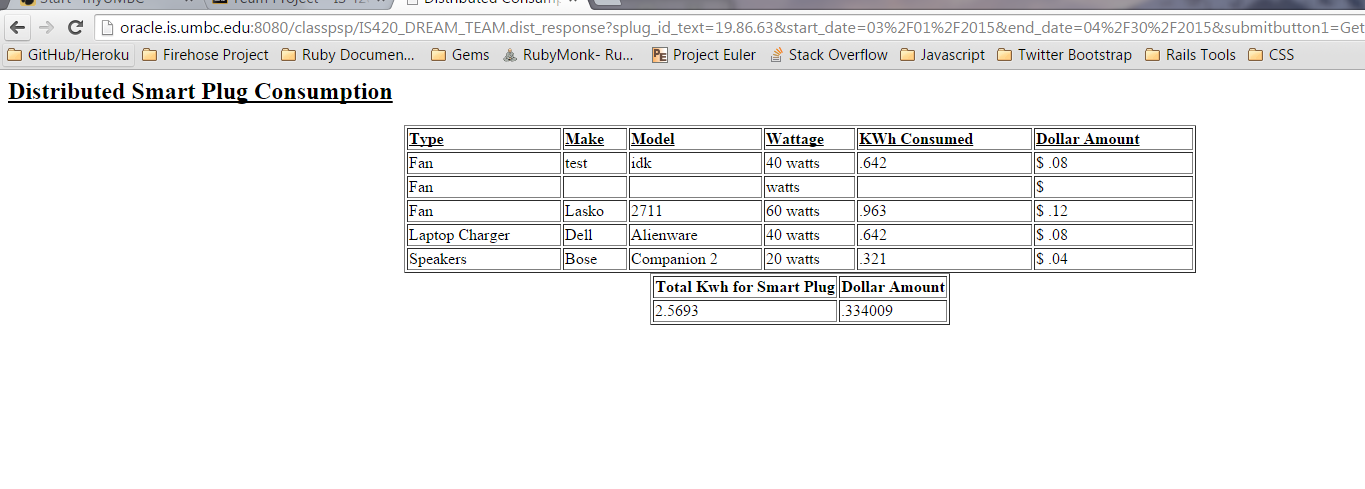 Start - myUMBC
Team Project - IS 42
Distributed Consum
oracle.is.umbc.edu:8080/classpsp/IS420_DREAM_TEAM.dist_response?splug_id_text=19.86.63&start_date=03%2F01%2F2015&end_date=04%2F30%2F2015&submitbutton1=Get
GitHub/Heroku Firehose Project Ruby Documen... Gems RubyMonk- Ru... PE Project Euler Stack Overflow Javascript Twitter Bootstrap Rails Tools CSS
Distributed Smart Plug Consumption
Type Make Model Wattage KWh Consumed Dollar Amount
Fan test idk 40 watts .642 $ .08
Fan watts $
Fan Lasko 2711 60 watts .963 $ .12
Laptop Charger Dell Alienware 40 watts .642 $ .08
Speakers Bose Companion 2 20 watts .321 $ .04
Total Kwh for Smart Plug Dollar Amount
2.5693 .334009